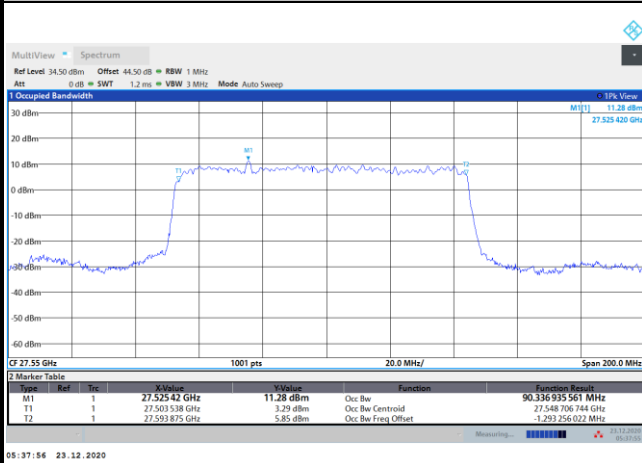 MultiView Spectrum
Ref Level 34.50 dBm Offset 44.50 dB RBW 1 MHz
Att 0 dB SWT 1.2 ms VBW 3 MHz Mode Auto Sweep
1 Occupied Bandwidth 1Pk View
M1[1] 11.28 dBm
27.525 420 GHz
30 dBm
20 dBm
M1
10 dBm
T1
T2
0 dBm
-10 dBm
-20 dBm
-30 dBm
-40 dBm
-50 dBm
-60 dBm
CF 27.55 GHz 1001 pts 20.0 MHz/ Span 200.0 MHz
2 Marker Table
Type Ref Trc X-Value Y-Value Function Function Result
M1 1 27.525 42 GHz 11.28 dBm Occ Bw 90.336 935 561 MHz
T1 1 27.503 538 GHz 3.29 dBm Occ Bw Centroid 27.548 706 744 GHz
T2 1 27.593 875 GHz 5.85 dBm Occ Bw Freq Offset -1.293 256 022 MHz
Measuring... 23.12.2020
05:37:55
05:37:56 23.12.2020